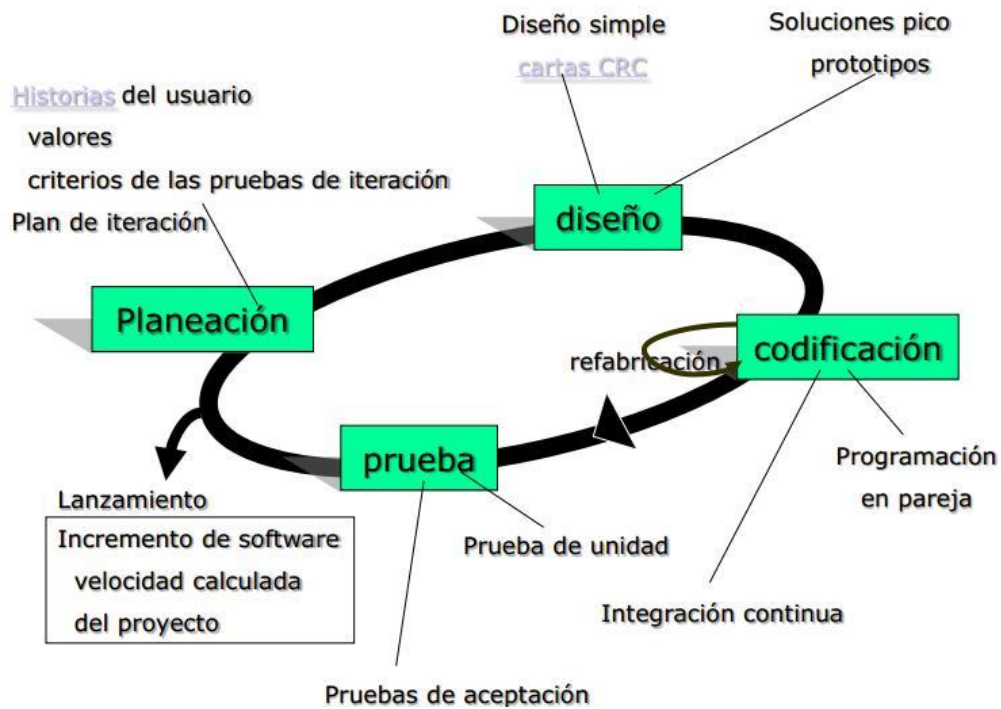 Diseño simple
cartas CRC
Soluciones pico
prototipos
Historias del usuario
valores
criterios de las pruebas de iteración
Plan de iteración
diseño
Planeación
codificación
refabricación
prueba
Programación
en pareja
Lanzamiento
Incremento de software
velocidad calculada
del proyecto
Prueba de unidad
Integración continua
Pruebas de aceptación